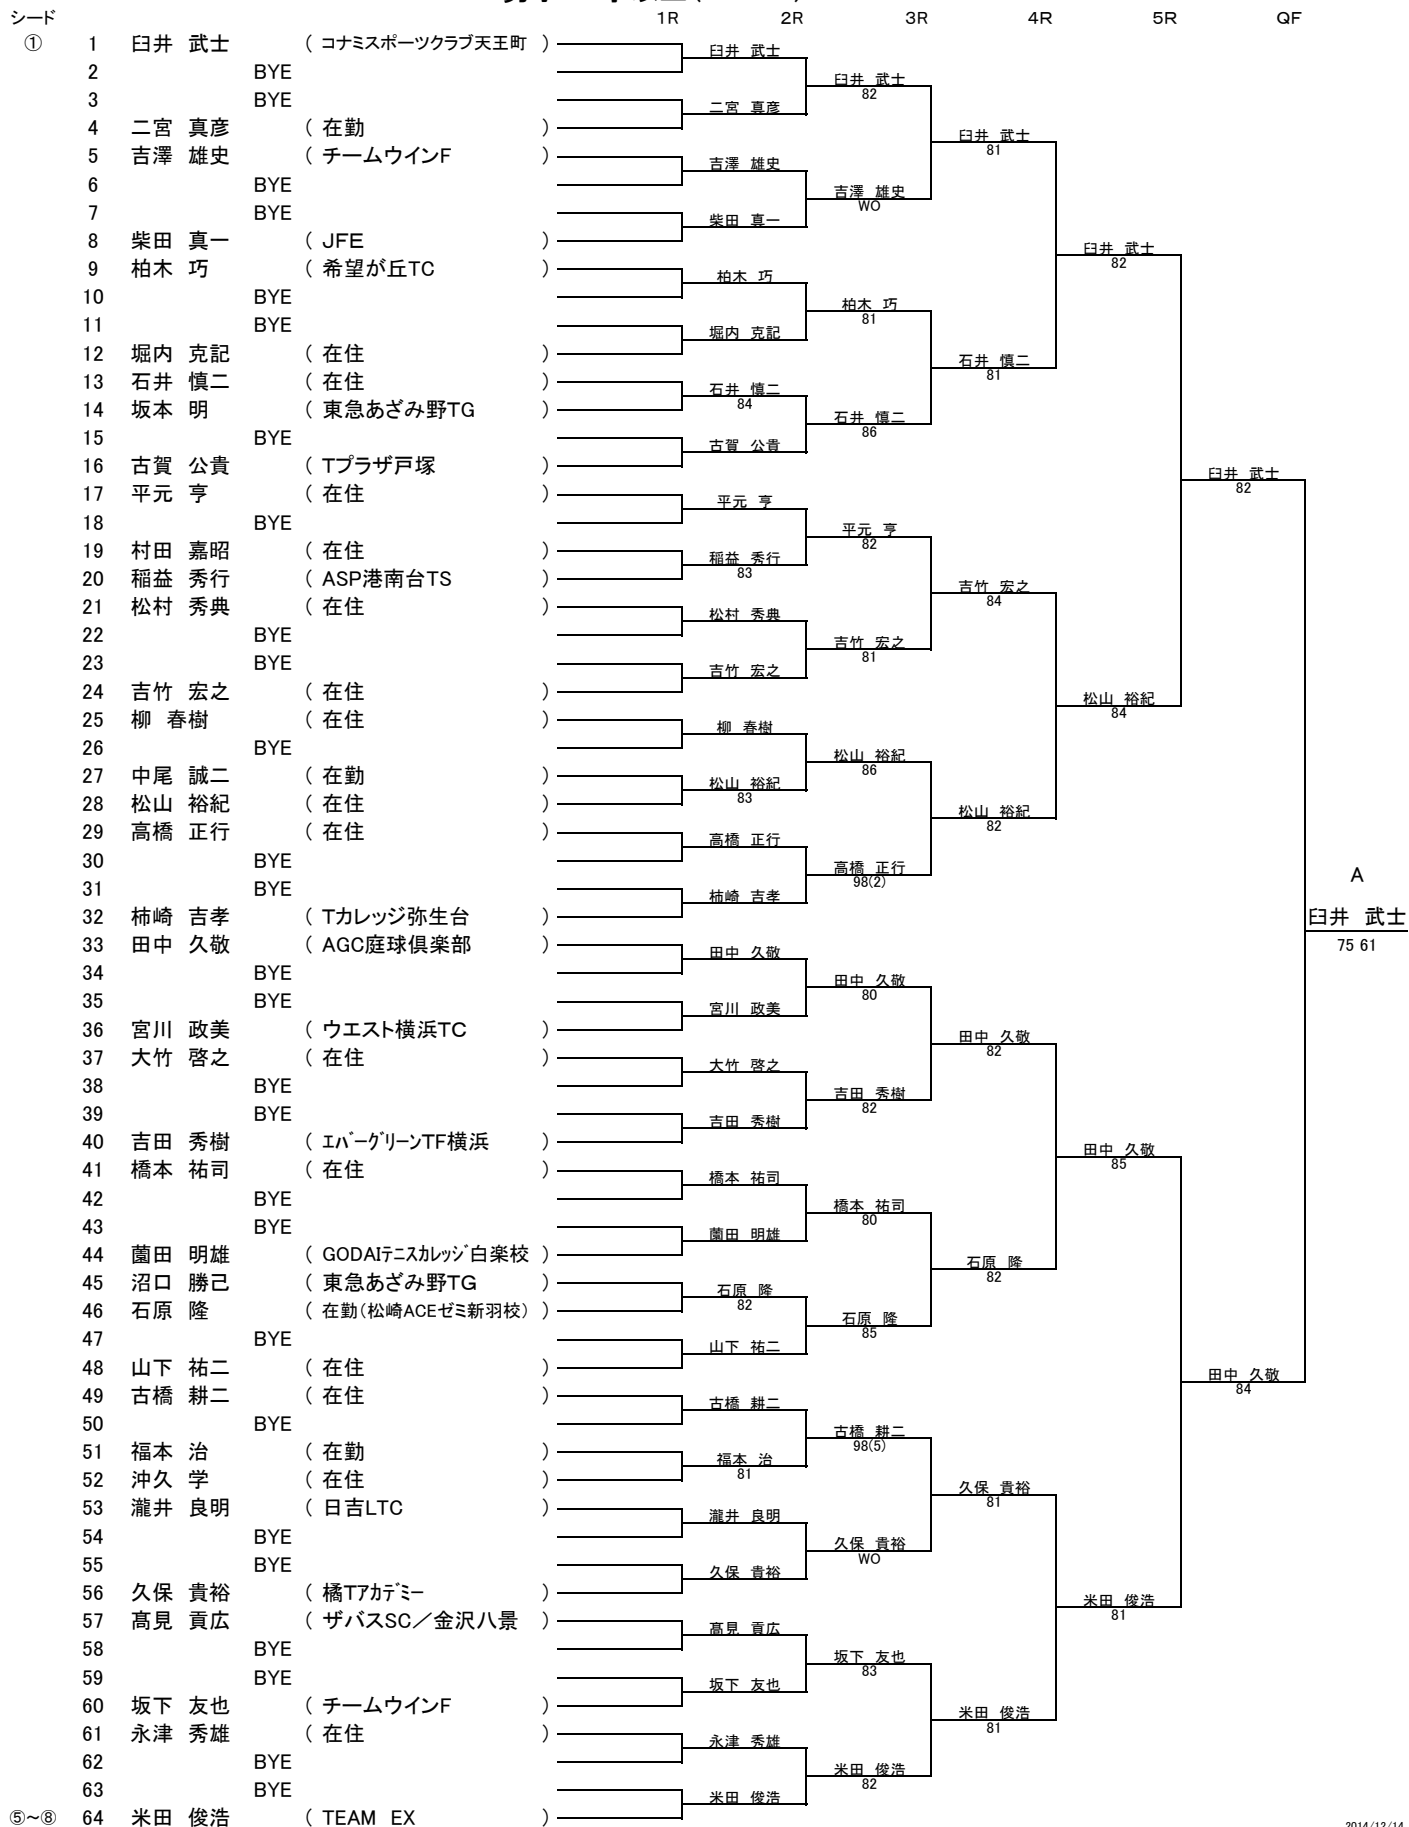 シード 1R 2R 3R 4R 5R QF
① 1 臼井 武士 ( コナミスポーツクラブ天王町 )
臼井 武士
2 BYE
臼井 武士
82
3 BYE
二宮 真彦
4 二宮 真彦 ( 在勤 )
臼井 武士
81
5 吉澤 雄史 ( チームウインF )
吉澤 雄史
6 BYE
吉澤 雄史
WO
7 BYE
柴田 真一
8 柴田 真一 ( JFE )
臼井 武士
82
9 柏木 巧 ( 希望が丘TC )
柏木 巧
10 BYE
柏木 巧
81
11 BYE
堀内 克記
12 堀内 克記 ( 在住 )
石井 慎二
81
13 石井 慎二 ( 在住 )
石井 慎二
84
14 坂本 明 ( 東急あざみ野TG )
石井 慎二
86
15 BYE
古賀 公貴
16 古賀 公貴 ( Tプラザ戸塚 )
臼井 武士
82
17 平元 亨 ( 在住 )
平元 亨
18 BYE
平元 亨
82
19 村田 嘉昭 ( 在住 )
稲益 秀行
83
20 稲益 秀行 ( ASP港南台TS )
吉竹 宏之
84
21 松村 秀典 ( 在住 )
松村 秀典
22 BYE
吉竹 宏之
81
23 BYE
吉竹 宏之
24 吉竹 宏之 ( 在住 )
松山 裕紀
84
25 柳 春樹 ( 在住 )
柳 春樹
26 BYE
松山 裕紀
86
27 中尾 誠二 ( 在勤 )
松山 裕紀
83
28 松山 裕紀 ( 在住 )
松山 裕紀
82
29 高橋 正行 ( 在住 )
高橋 正行
30 BYE
高橋 正行
98(2)
31 BYE
柿崎 吉孝
A
32 柿崎 吉孝 ( Tカレッジ弥生台 )
臼井 武士
75 61
33 田中 久敬 ( AGC庭球倶楽部 )
田中 久敬
34 BYE
田中 久敬
80
35 BYE
宮川 政美
36 宮川 政美 ( ウエスト横浜TC )
田中 久敬
82
37 大竹 啓之 ( 在住 )
大竹 啓之
38 BYE
吉田 秀樹
82
39 BYE
吉田 秀樹
40 吉田 秀樹 ( エバーグリーンTF横浜 )
田中 久敬
85
41 橋本 祐司 ( 在住 )
橋本 祐司
42 BYE
橋本 祐司
80
43 BYE
薗田 明雄
44 薗田 明雄 ( GODAIテニスカレッジ白楽校 )
石原 隆
82
45 沼口 勝己 ( 東急あざみ野TG )
石原 隆
82
46 石原 隆 ( 在勤(松崎ACEゼミ新羽校) )
石原 隆
85
47 BYE
山下 祐二
48 山下 祐二 ( 在住 )
田中 久敬
84
49 古橋 耕二 ( 在住 )
古橋 耕二
50 BYE
古橋 耕二
98(5)
51 福本 治 ( 在勤 )
福本 治
81
52 沖久 学 ( 在住 )
久保 貴裕
81
53 瀧井 良明 ( 日吉LTC )
瀧井 良明
54 BYE
久保 貴裕
WO
55 BYE
久保 貴裕
56 久保 貴裕 ( 橘Tアカデミー )
米田 俊浩
81
57 髙見 貢広 ( ザバスSC／金沢八景 )
髙見 貢広
58 BYE
坂下 友也
83
59 BYE
坂下 友也
60 坂下 友也 ( チームウインF )
米田 俊浩
81
61 永津 秀雄 ( 在住 )
永津 秀雄
62 BYE
米田 俊浩
82
63 BYE
米田 俊浩
⑤～⑧ 64 米田 俊浩 ( TEAM EX )
2014/12/14